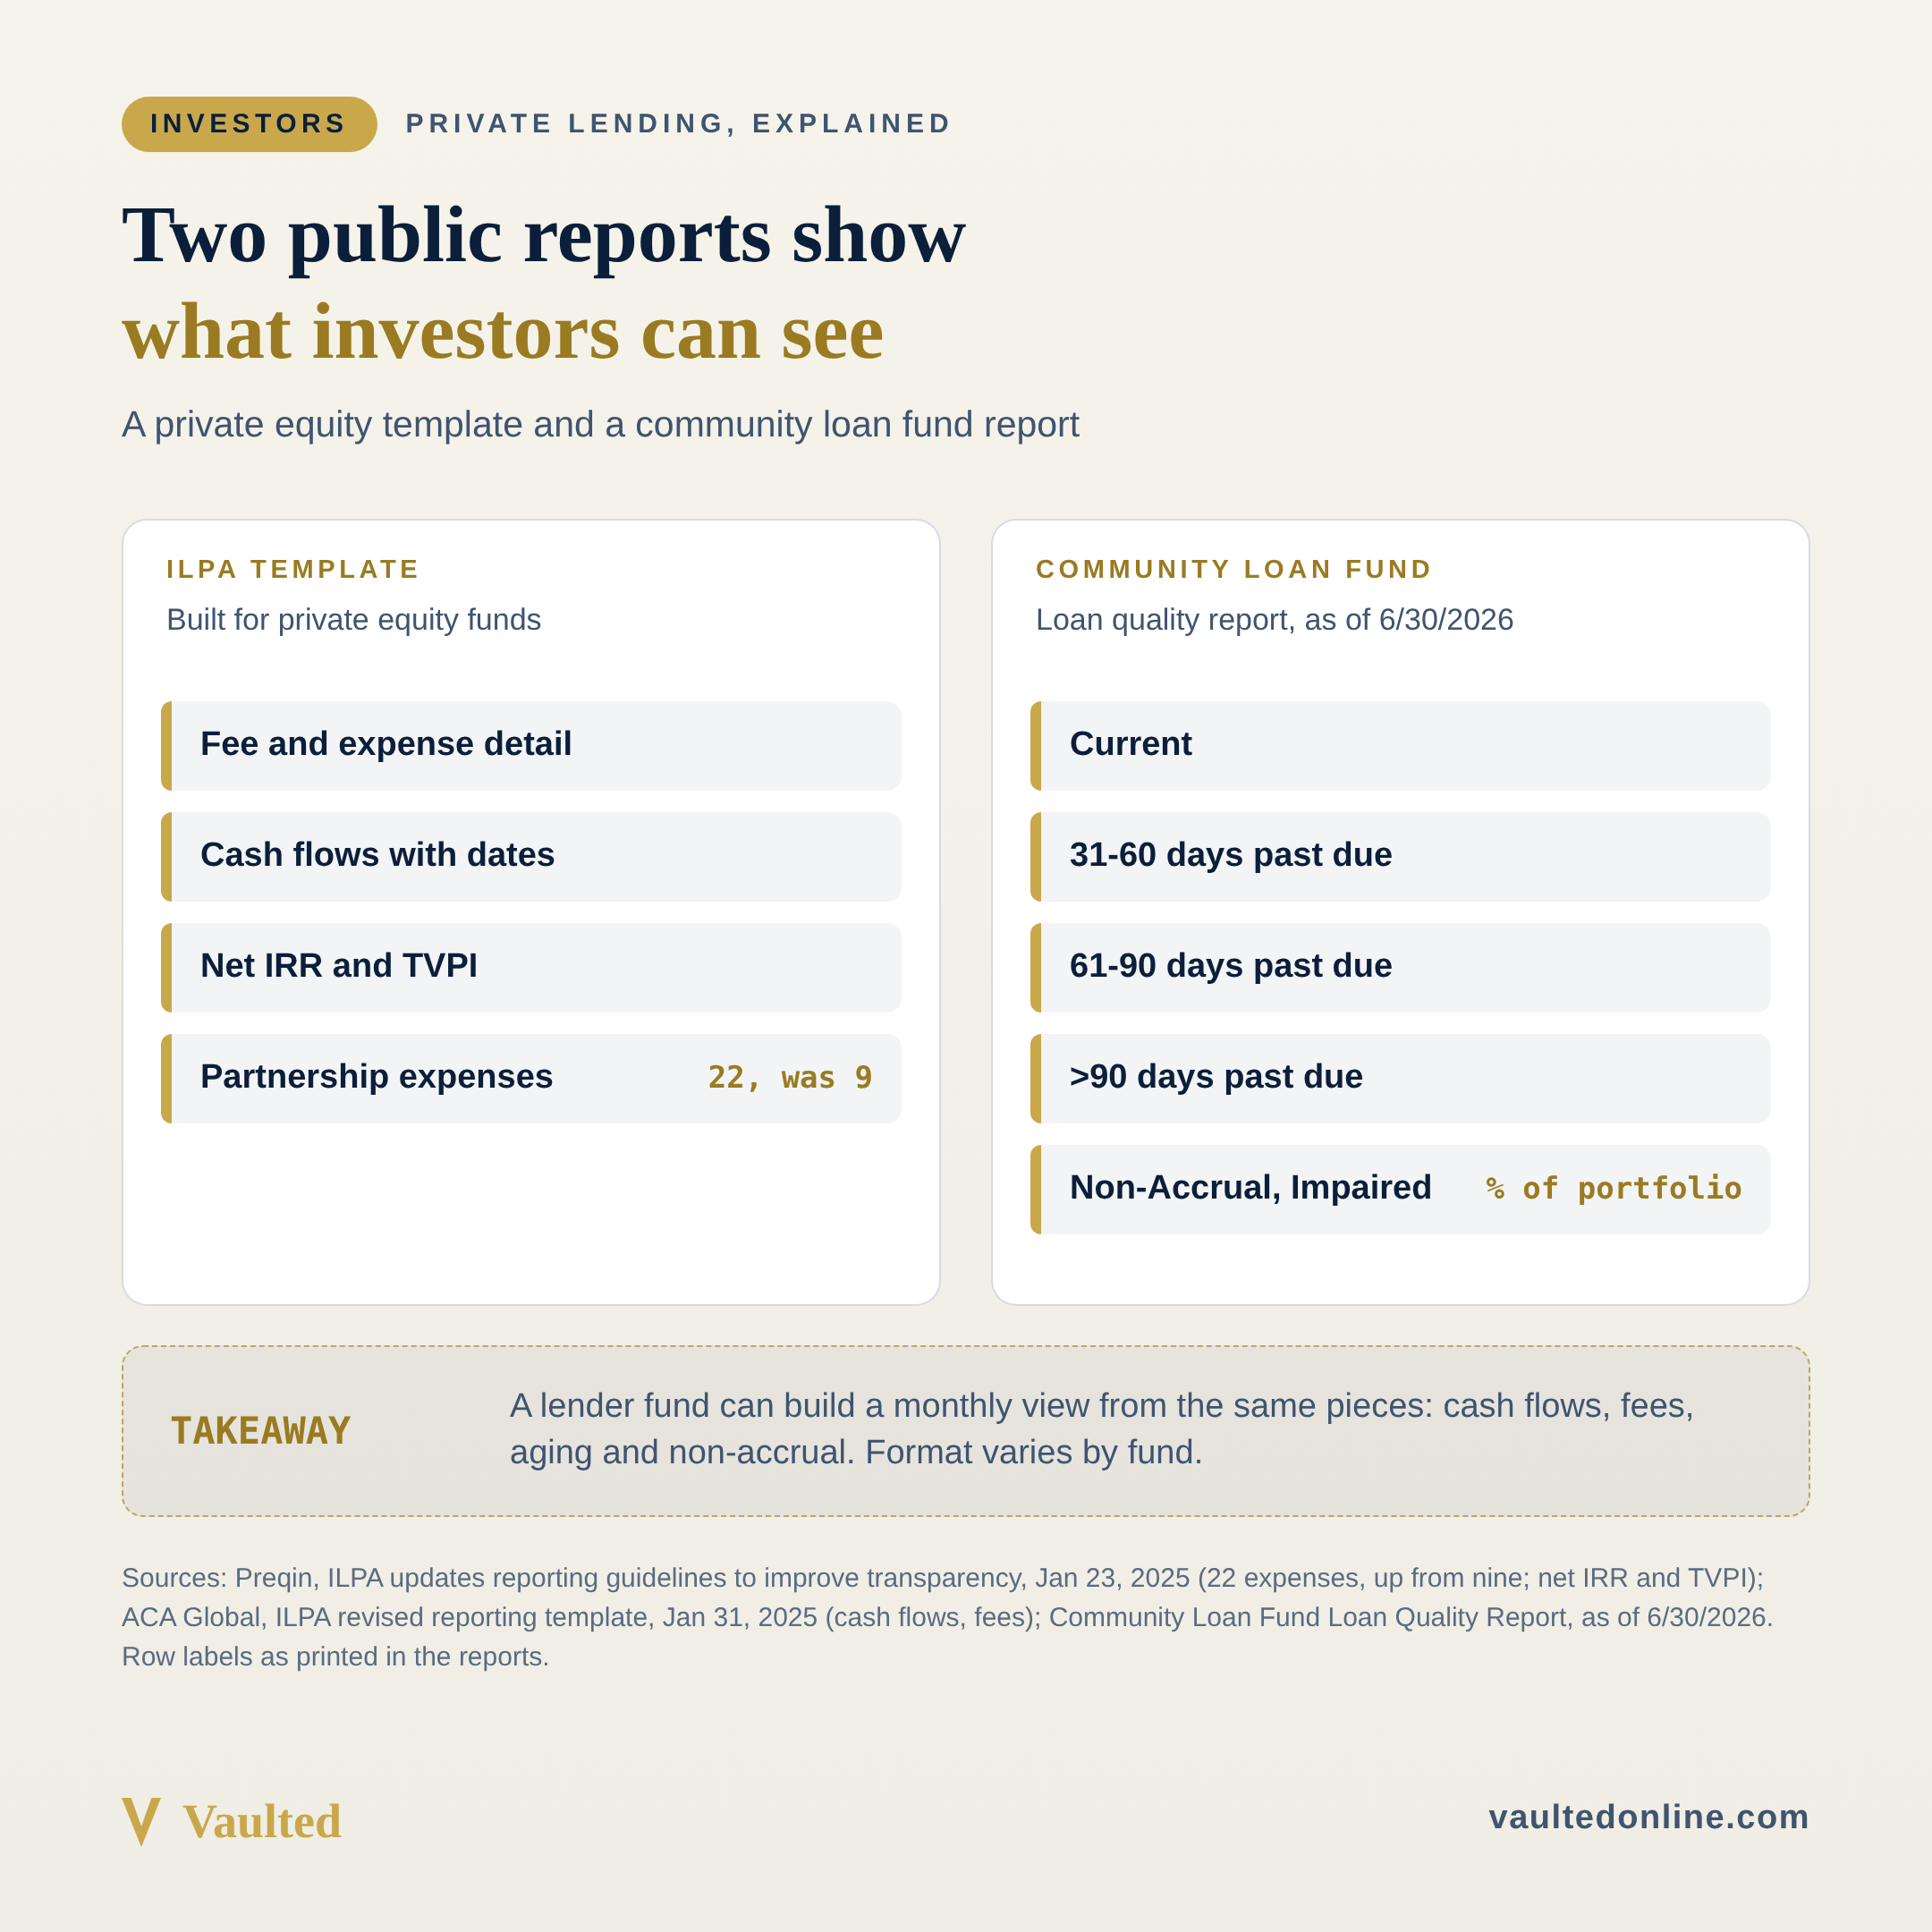 INVESTORS PRIVATE LENDING, EXPLAINED
Two public reports show
what investors can see
A private equity template and a community loan fund report
ILPA TEMPLATE
Built for private equity funds
Fee and expense detail
Cash flows with dates
Net IRR and TVPI
Partnership expenses 22, was 9
COMMUNITY LOAN FUND
Loan quality report, as of 6/30/2026
Current
31-60 days past due
61-90 days past due
>90 days past due
Non-Accrual, Impaired % of portfolio
TAKEAWAY
A lender fund can build a monthly view from the same pieces: cash flows, fees,
aging and non-accrual. Format varies by fund.
Sources: Preqin, ILPA updates reporting guidelines to improve transparency, Jan 23, 2025 (22 expenses, up from nine; net IRR and TVPI);
ACA Global, ILPA revised reporting template, Jan 31, 2025 (cash flows, fees); Community Loan Fund Loan Quality Report, as of 6/30/2026.
Row labels as printed in the reports.
Vaulted
vaultedonline.com